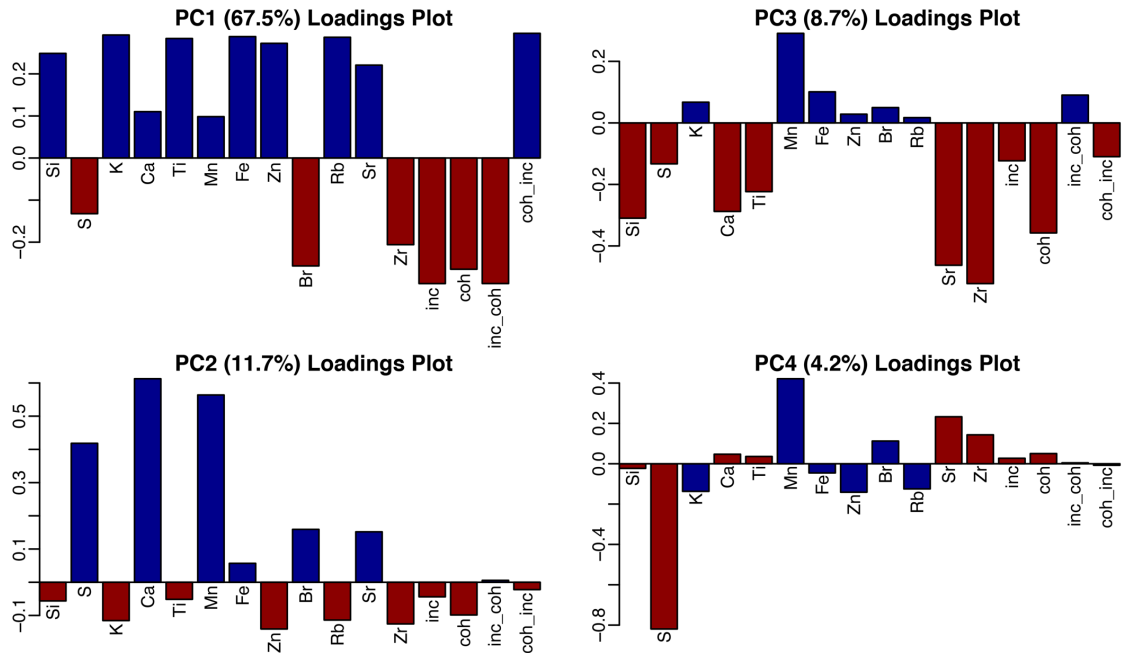 PC1 (67.5%) Loadings Plot
0.2
0.1
0.0
−0.2
Si
S
K
Ca
Ti
Mn
Fe
Zn
Br
Rb
Sr
Zr
inc
coh
inc_coh
coh_inc
PC3 (8.7%) Loadings Plot
0.2
0.0
−0.2
−0.4
Si
S
K
Ca
Ti
Mn
Fe
Zn
Br
Rb
Sr
Zr
inc
coh
inc_coh
coh_inc
PC2 (11.7%) Loadings Plot
0.5
0.3
0.1
−0.1
Si
S
K
Ca
Ti
Mn
Fe
Zn
Br
Rb
Sr
Zr
inc
coh
inc_coh
coh_inc
PC4 (4.2%) Loadings Plot
0.4
0.2
0.0
−0.4
−0.8
Si
S
K
Ca
Ti
Mn
Fe
Zn
Br
Rb
Sr
Zr
inc
coh
inc_coh
coh_inc